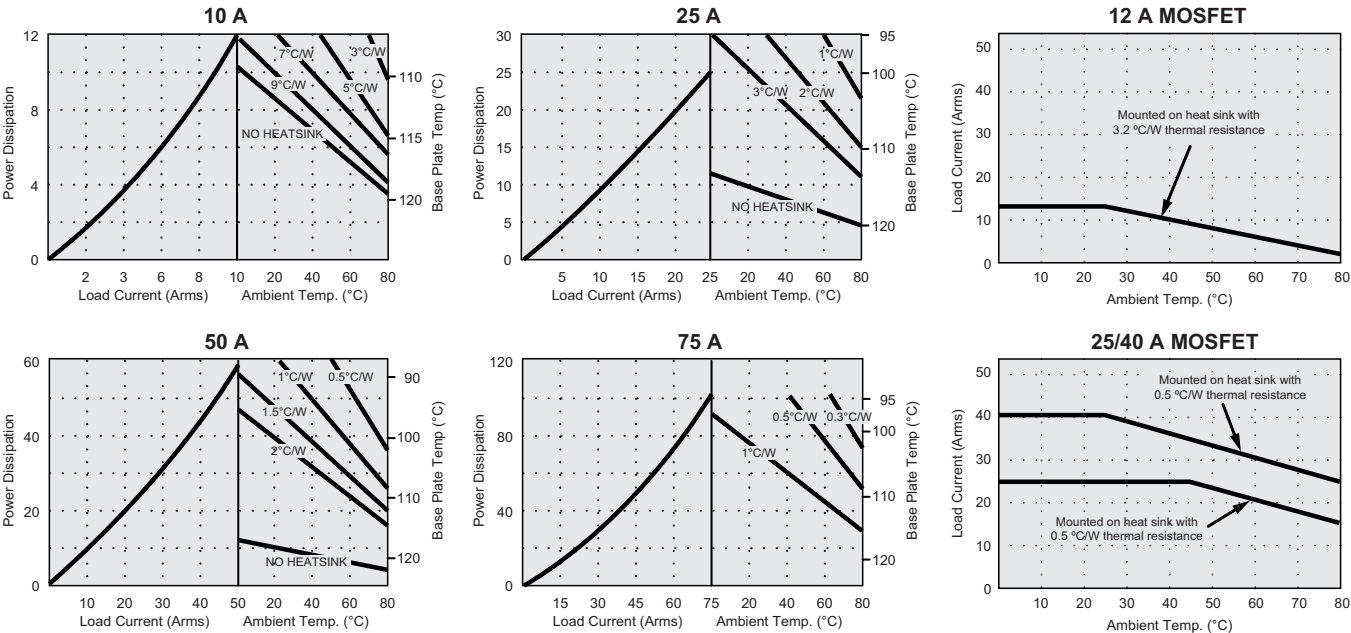 10 A
12
8
4
0
Power Dissipation
2 3 6 8 10 20 40 60 80
Load Current (Arms) Ambient Temp. (°C)
7°C/W
3°C/W
9°C/W
5°C/W
NO HEATSINK
110
115
120
Base Plate Temp (°C)
25 A
30
25
20
15
10
5
0
Power Dissipation
5 10 15 20 25 20 40 60 80
Load Current (Arms) Ambient Temp. (°C)
1°C/W
3°C/W
2°C/W
NO HEATSINK
95
100
110
120
Base Plate Temp (°C)
12 A MOSFET
50
40
30
20
10
0
Load Current (Arms)
Mounted on heat sink with
3.2 ºC/W thermal resistance
10 20 30 40 50 60 70 80
Ambient Temp. (°C)
50 A
60
40
20
0
Power Dissipation
10 20 30 40 50 20 60 80
Load Current (Arms) Ambient Temp. (°C)
1°C/W
0.5°C/W
1.5°C/W
2°C/W
NO HEATSINK
90
100
110
120
Base Plate Temp (°C)
75 A
120
80
40
0
Power Dissipation
15 30 45 60 75 20 40 60 80
Load Current (Arms) Ambient Temp. (°C)
0.5°C/W
0.3°C/W
1°C/W
95
100
110
120
Base Plate Temp (°C)
25/40 A MOSFET
50
40
30
20
10
0
Load Current (Arms)
Mounted on heat sink with
0.5 ºC/W thermal resistance
Mounted on heat sink with
0.5 ºC/W thermal resistance
10 20 30 40 50 60 70 80
Ambient Temp. (°C)